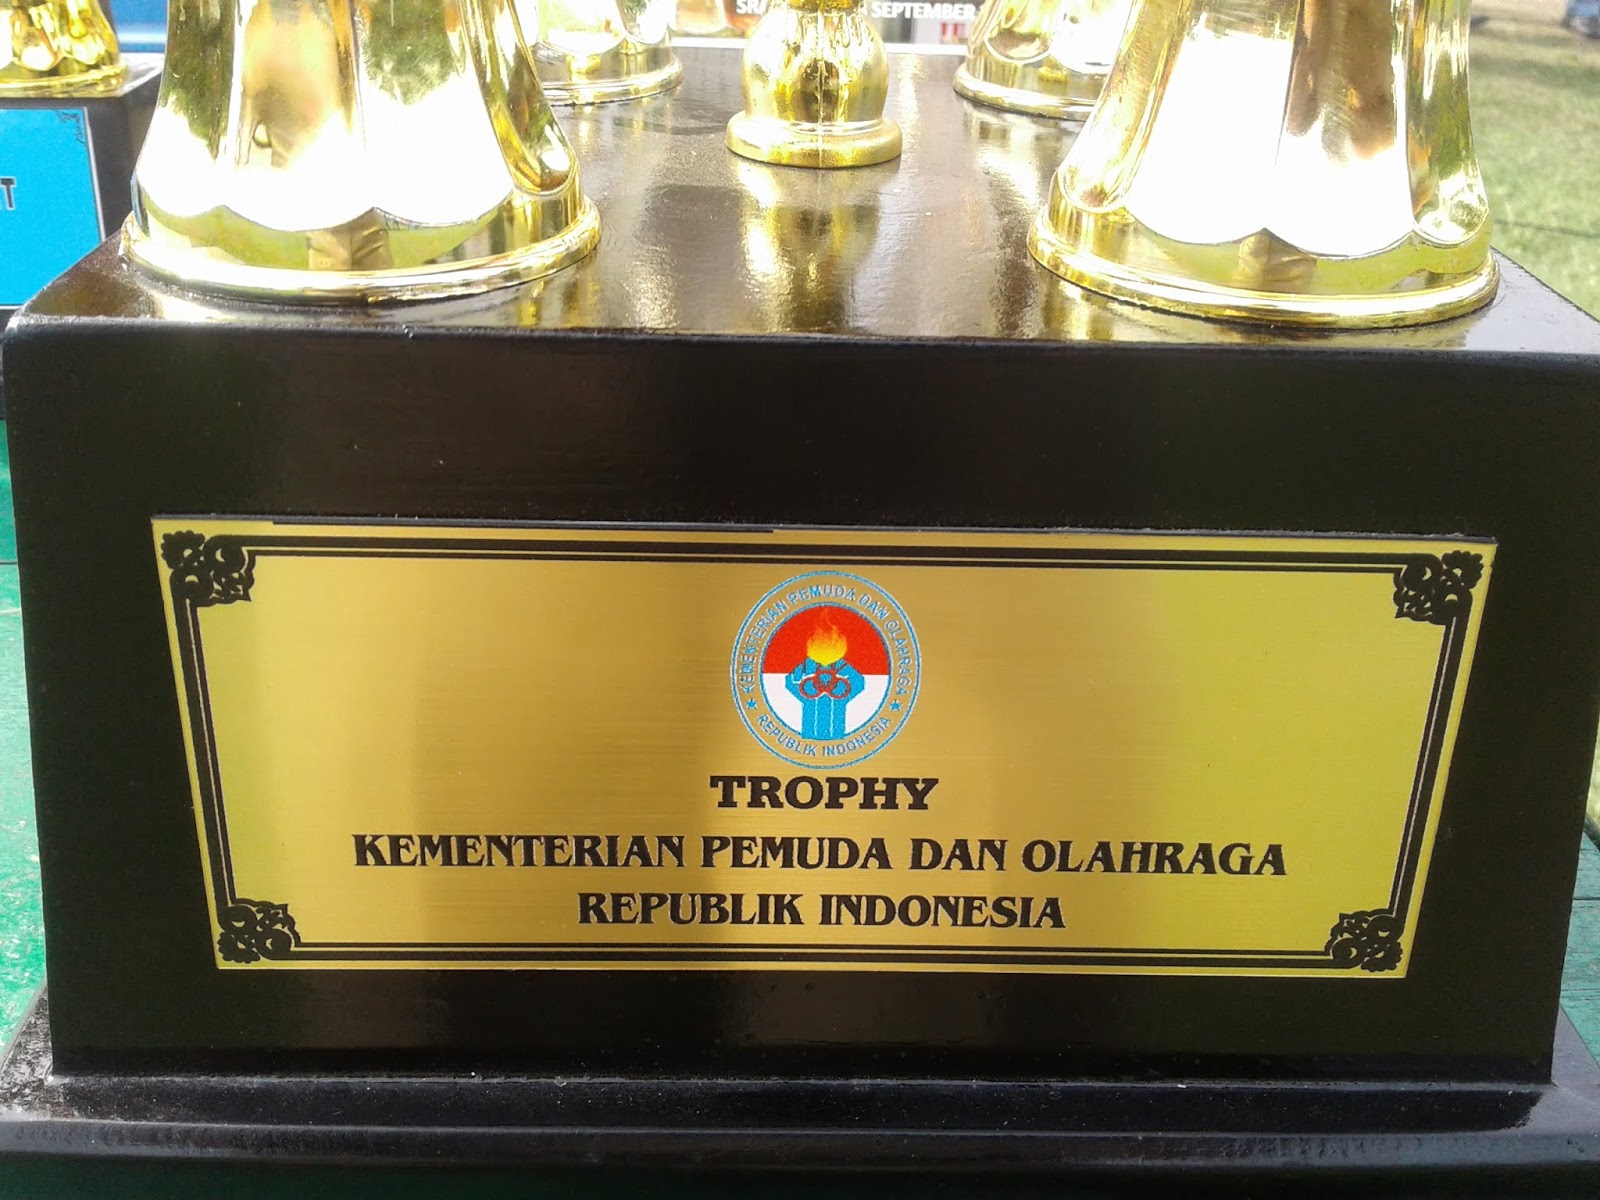 SEPTEMBER
T
KEMENTERIAN PEMUDA DAN OLAHRAGA
REPUBLIK INDONESIA
TROPHY
KEMENTERIAN PEMUDA DAN OLAHRAGA
REPUBLIK INDONESIA